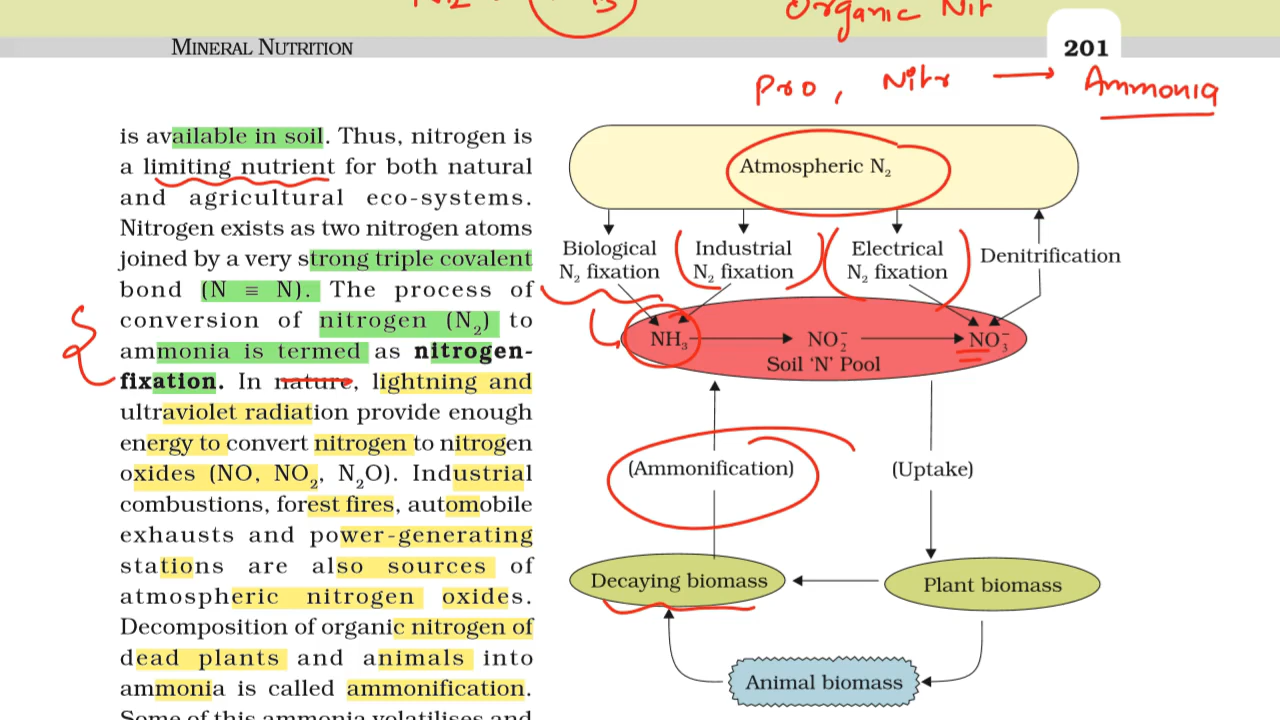 Organic Nit
MINERAL NUTRITION
201
Pro, Nitr → Ammonia
is available in soil. Thus, nitrogen is
a limiting nutrient for both natural
and agricultural eco-systems.
Nitrogen exists as two nitrogen atoms
joined by a very strong triple covalent
bond (N ≡ N). The process of
conversion of nitrogen (N₂) to
ammonia is termed as nitrogen-
fixation. In nature, lightning and
ultraviolet radiation provide enough
energy to convert nitrogen to nitrogen
oxides (NO, NO₂, N₂O). Industrial
combustions, forest fires, automobile
exhausts and power-generating
stations are also sources of
atmospheric nitrogen oxides.
Decomposition of organic nitrogen of
dead plants and animals into
ammonia is called ammonification.
Some of this ammonia volatilises and
Atmospheric N₂
Biological
N₂ fixation
Industrial
N₂ fixation
Electrical
N₂ fixation
Denitrification
NH₃
NO₂⁻
NO₃⁻
Soil ‘N’ Pool
(Ammonification)
(Uptake)
Decaying biomass
Plant biomass
Animal biomass